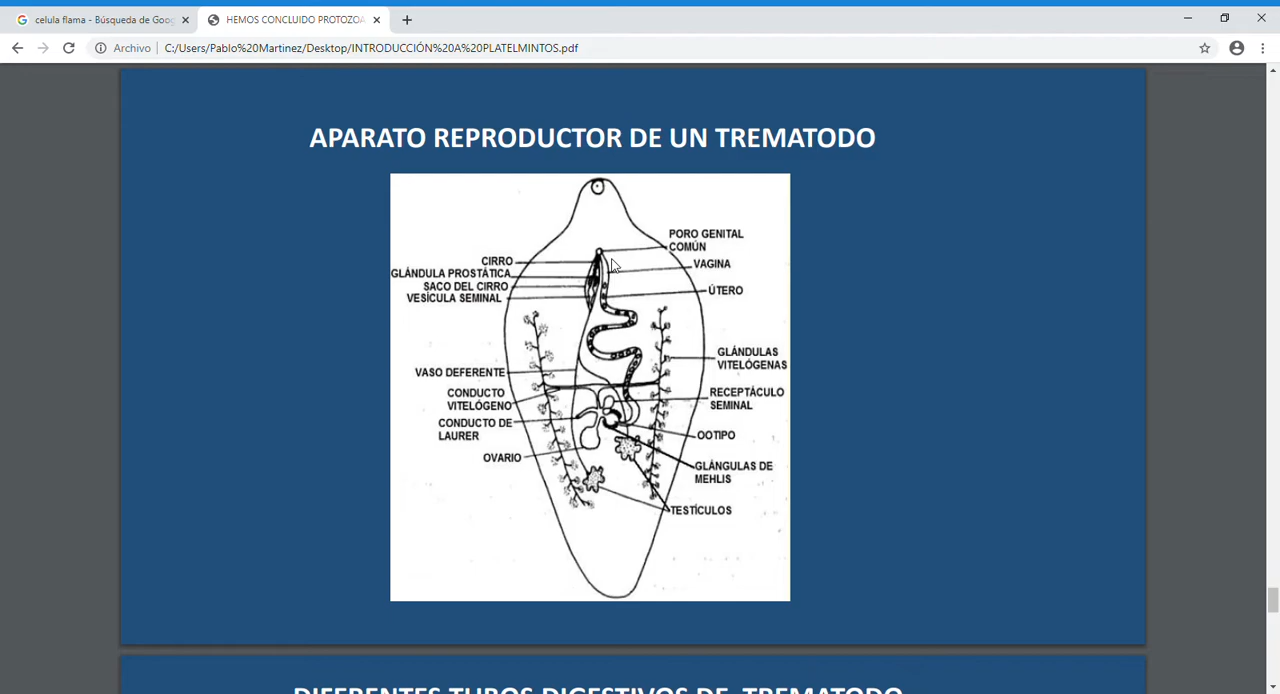 celula flama - Búsqueda de Goog
HEMOS CONCLUIDO PROTOZOA
Archivo
C:/Users/Pablo%20Martinez/Desktop/INTRODUCCIÓN%20A%20PLATELMINTOS.pdf
APARATO REPRODUCTOR DE UN TREMATODO
PORO GENITAL
COMÚN
CIRRO
VAGINA
GLÁNDULA PROSTÁTICA
SACO DEL CIRRO
ÚTERO
VESÍCULA SEMINAL
GLÁNDULAS
VITELÓGENAS
VASO DEFERENTE
CONDUCTO
VITELÓGENO
RECEPTÁCULO
SEMINAL
CONDUCTO DE
LAURER
OOTIPO
OVARIO
GLÁNGULAS DE
MEHLIS
TESTÍCULOS
DIFERENTES TUBOS DIGESTIVOS DE TREMATODO